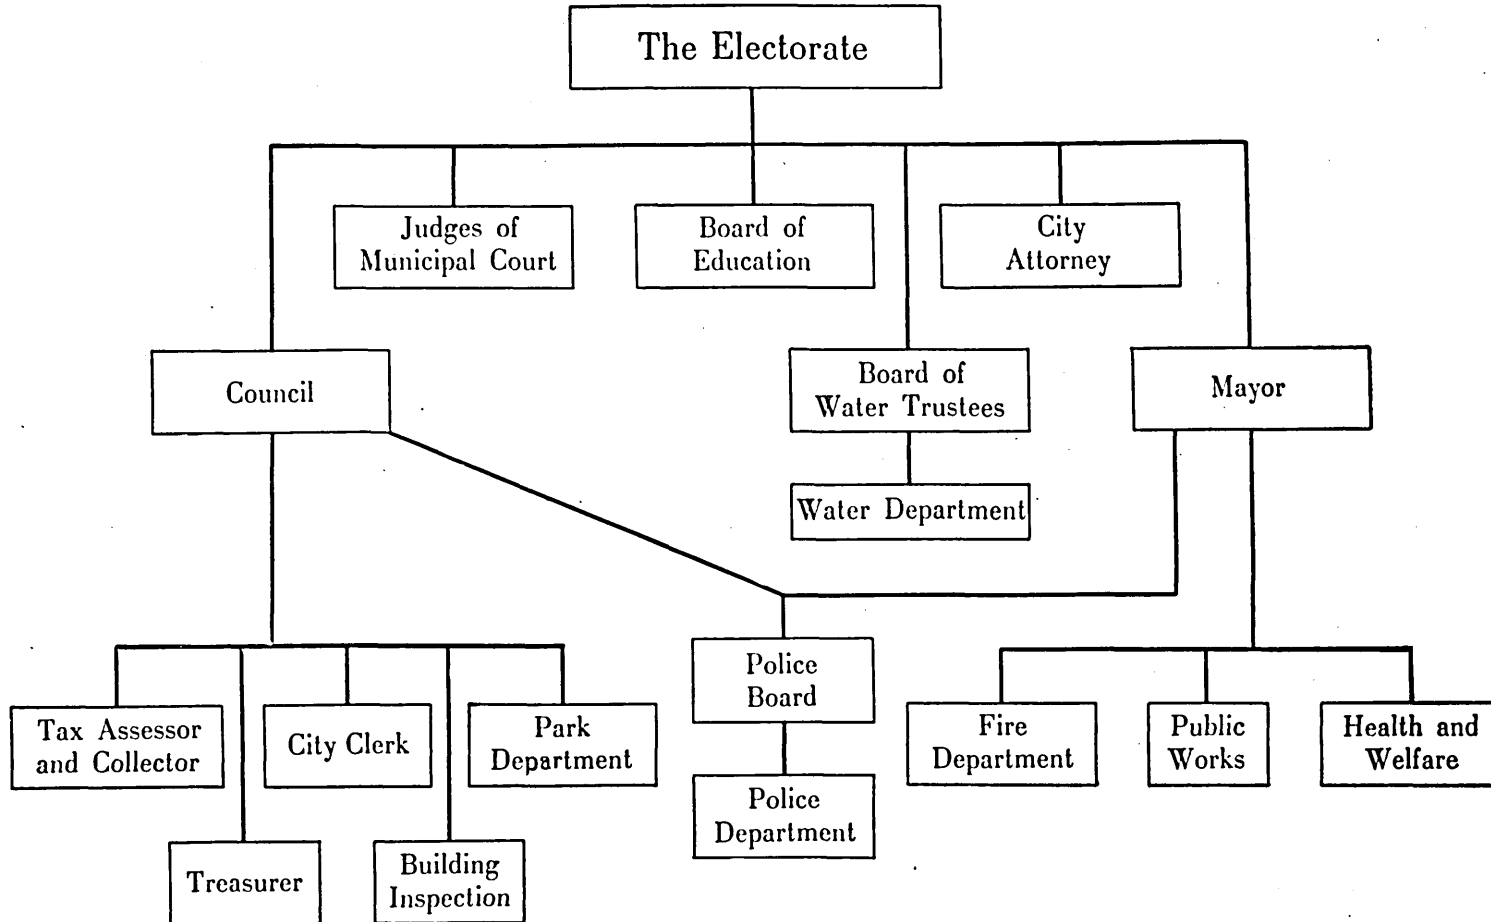 The Electorate
Judges of
Municipal Court
Board of
Education
City
Attorney
Council
Board of
Water Trustees
Mayor
Water Department
Police
Board
Tax Assessor
and Collector
City Clerk
Park
Department
Fire
Department
Public
Works
Health and
Welfare
Police
Department
Treasurer
Building
Inspection